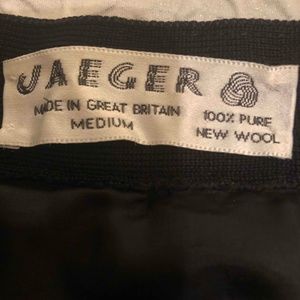 JAEGER
MADE IN GREAT BRITAIN
MEDIUM
100% PURE
NEW WOOL